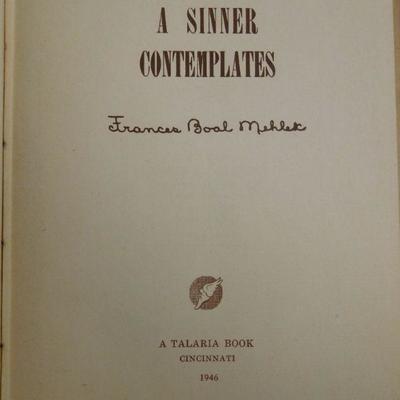 A SINNER
CONTEMPLATES
Frances Boal Mehlek
A TALARIA BOOK
CINCINNATI
1946